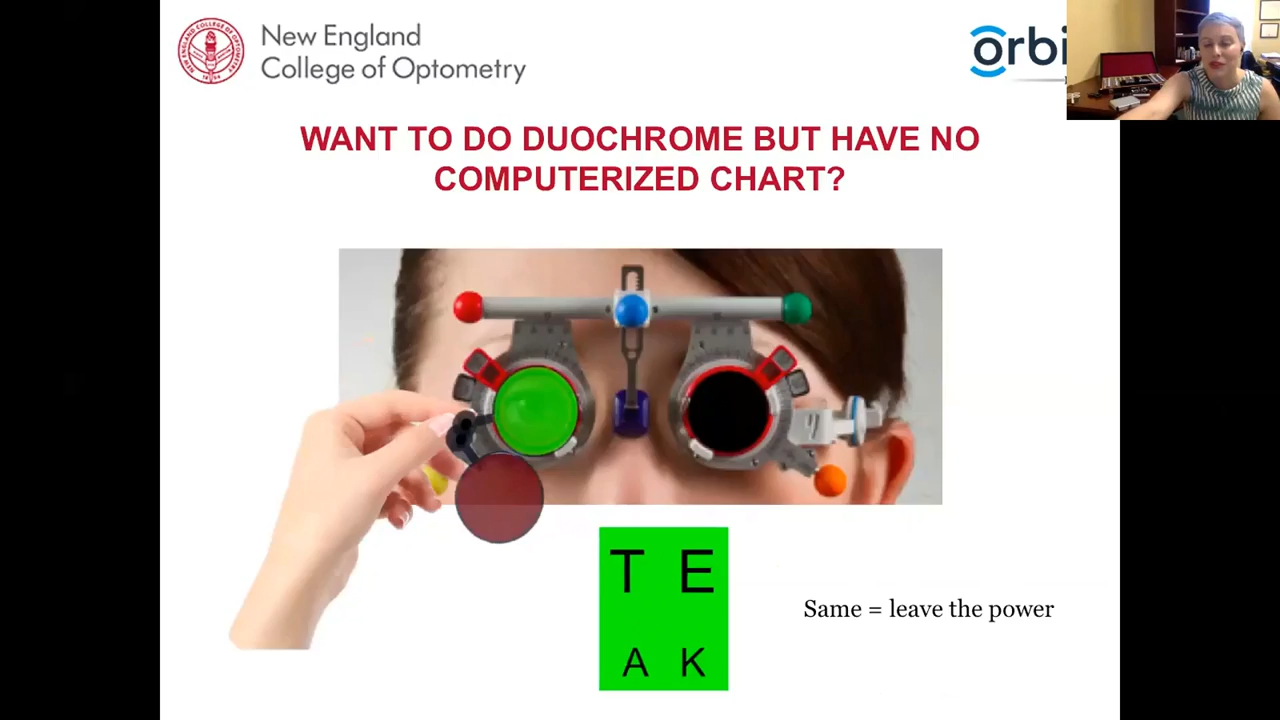 New England
College of Optometry
orbi
WANT TO DO DUOCHROME BUT HAVE NO
COMPUTERIZED CHART?
T E
A K
Same = leave the power